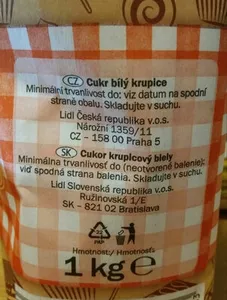 CZ Cukr bílý krupice
Minimální trvanlivost do: viz datum na spodní
straně obalu. Skladujte v suchu.
Lidl Česká republika v.o.s.
Nárožní 1359/11
CZ – 158 00 Praha 5
SK Cukor krupicový biely
Minimálna trvanlivosť do (neotvorené balenie):
viď spodná strana balenia. Skladujte v suchu.
Lidl Slovenská republika v.o.s.
Ružinovská 1/E
SK – 821 02 Bratislava
PAP
Hmotnost/ Hmotnosť:
1 kg e